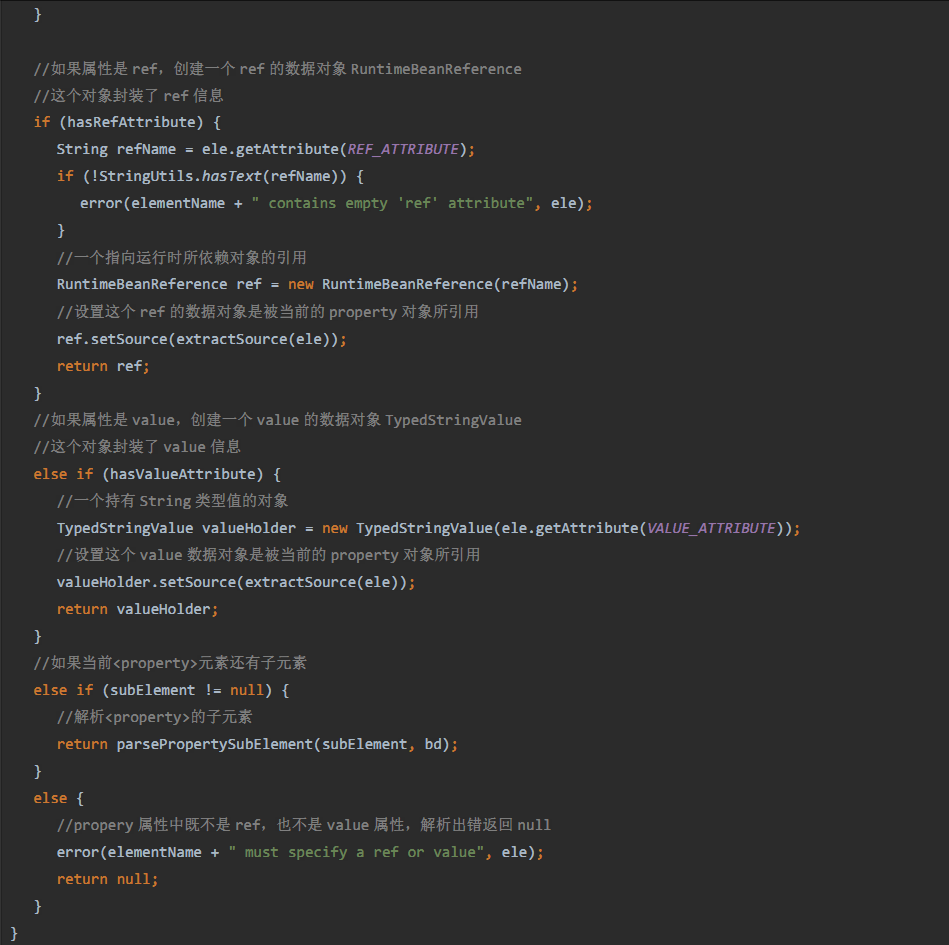 }
//如果属性是 ref，创建一个 ref 的数据对象 RuntimeBeanReference
//这个对象封装了 ref 信息
if (hasRefAttribute) {
String refName = ele.getAttribute(REF_ATTRIBUTE);
if (!StringUtils.hasText(refName)) {
error(elementName + " contains empty 'ref' attribute", ele);
}
//一个指向运行时所依赖对象的引用
RuntimeBeanReference ref = new RuntimeBeanReference(refName);
//设置这个 ref 的数据对象是被当前的 property 对象所引用
ref.setSource(extractSource(ele));
return ref;
}
//如果属性是 value，创建一个 value 的数据对象 TypedStringValue
//这个对象封装了 value 信息
else if (hasValueAttribute) {
//一个持有 String 类型值的对象
TypedStringValue valueHolder = new TypedStringValue(ele.getAttribute(VALUE_ATTRIBUTE));
//设置这个 value 数据对象是被当前的 property 对象所引用
valueHolder.setSource(extractSource(ele));
return valueHolder;
}
//如果当前<property>元素还有子元素
else if (subElement != null) {
//解析<property>的子元素
return parsePropertySubElement(subElement, bd);
}
else {
//propery 属性中既不是 ref，也不是 value 属性，解析出错返回 null
error(elementName + " must specify a ref or value", ele);
return null;
}
}